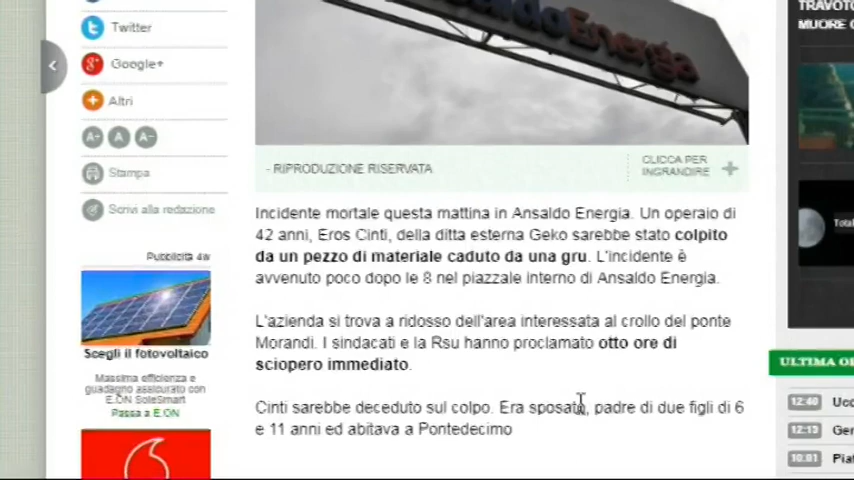 Twitter
Google+
Altri
A+ A A-
Stampa
Scrivi alla redazione
Pubblicità 4w
Scegli il fotovoltaico
Massima efficienza e
guadagno assicurato con
E.ON SoleSmart
Passa a E.ON
AnsaldoEnergia
- RIPRODUZIONE RISERVATA
CLICCA PER
INGRANDIRE
Incidente mortale questa mattina in Ansaldo Energia. Un operaio di
42 anni, Eros Cinti, della ditta esterna Geko sarebbe stato colpito
da un pezzo di materiale caduto da una gru. L'incidente è
avvenuto poco dopo le 8 nel piazzale interno di Ansaldo Energia.
L'azienda si trova a ridosso dell'area interessata al crollo del ponte
Morandi. I sindacati e la Rsu hanno proclamato otto ore di
sciopero immediato.
Cinti sarebbe deceduto sul colpo. Era sposato, padre di due figli di 6
e 11 anni ed abitava a Pontedecimo
TRAVOTO
MUORE
Total
ULTIMA O
12:40 Ucc
12:13 Ger
10:01 Piat